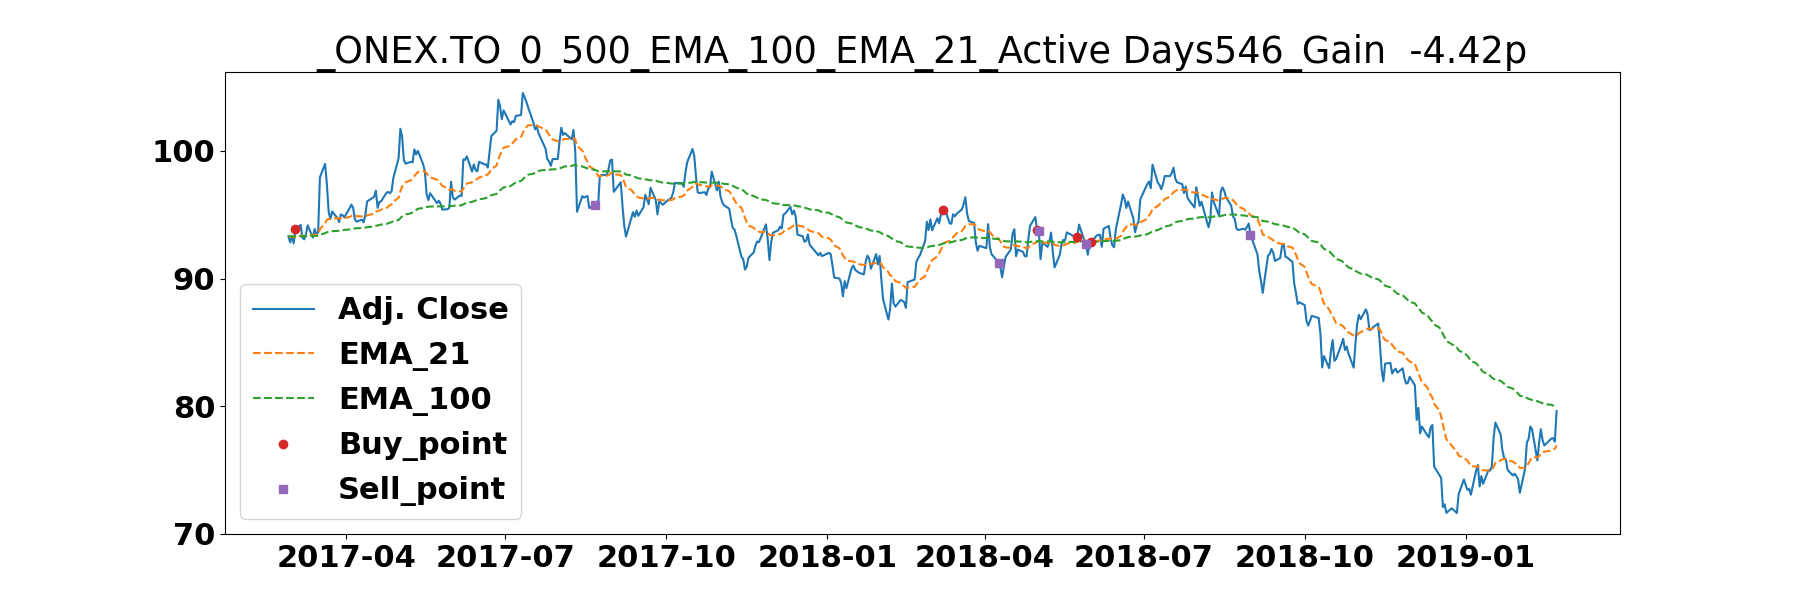 _ONEX.TO_0_500_EMA_100_EMA_21_Active Days546_Gain  -4.42p
100
90
80
70
Adj. Close
EMA_21
EMA_100
Buy_point
Sell_point
2017-04 2017-07 2017-10 2018-01 2018-04 2018-07 2018-10 2019-01